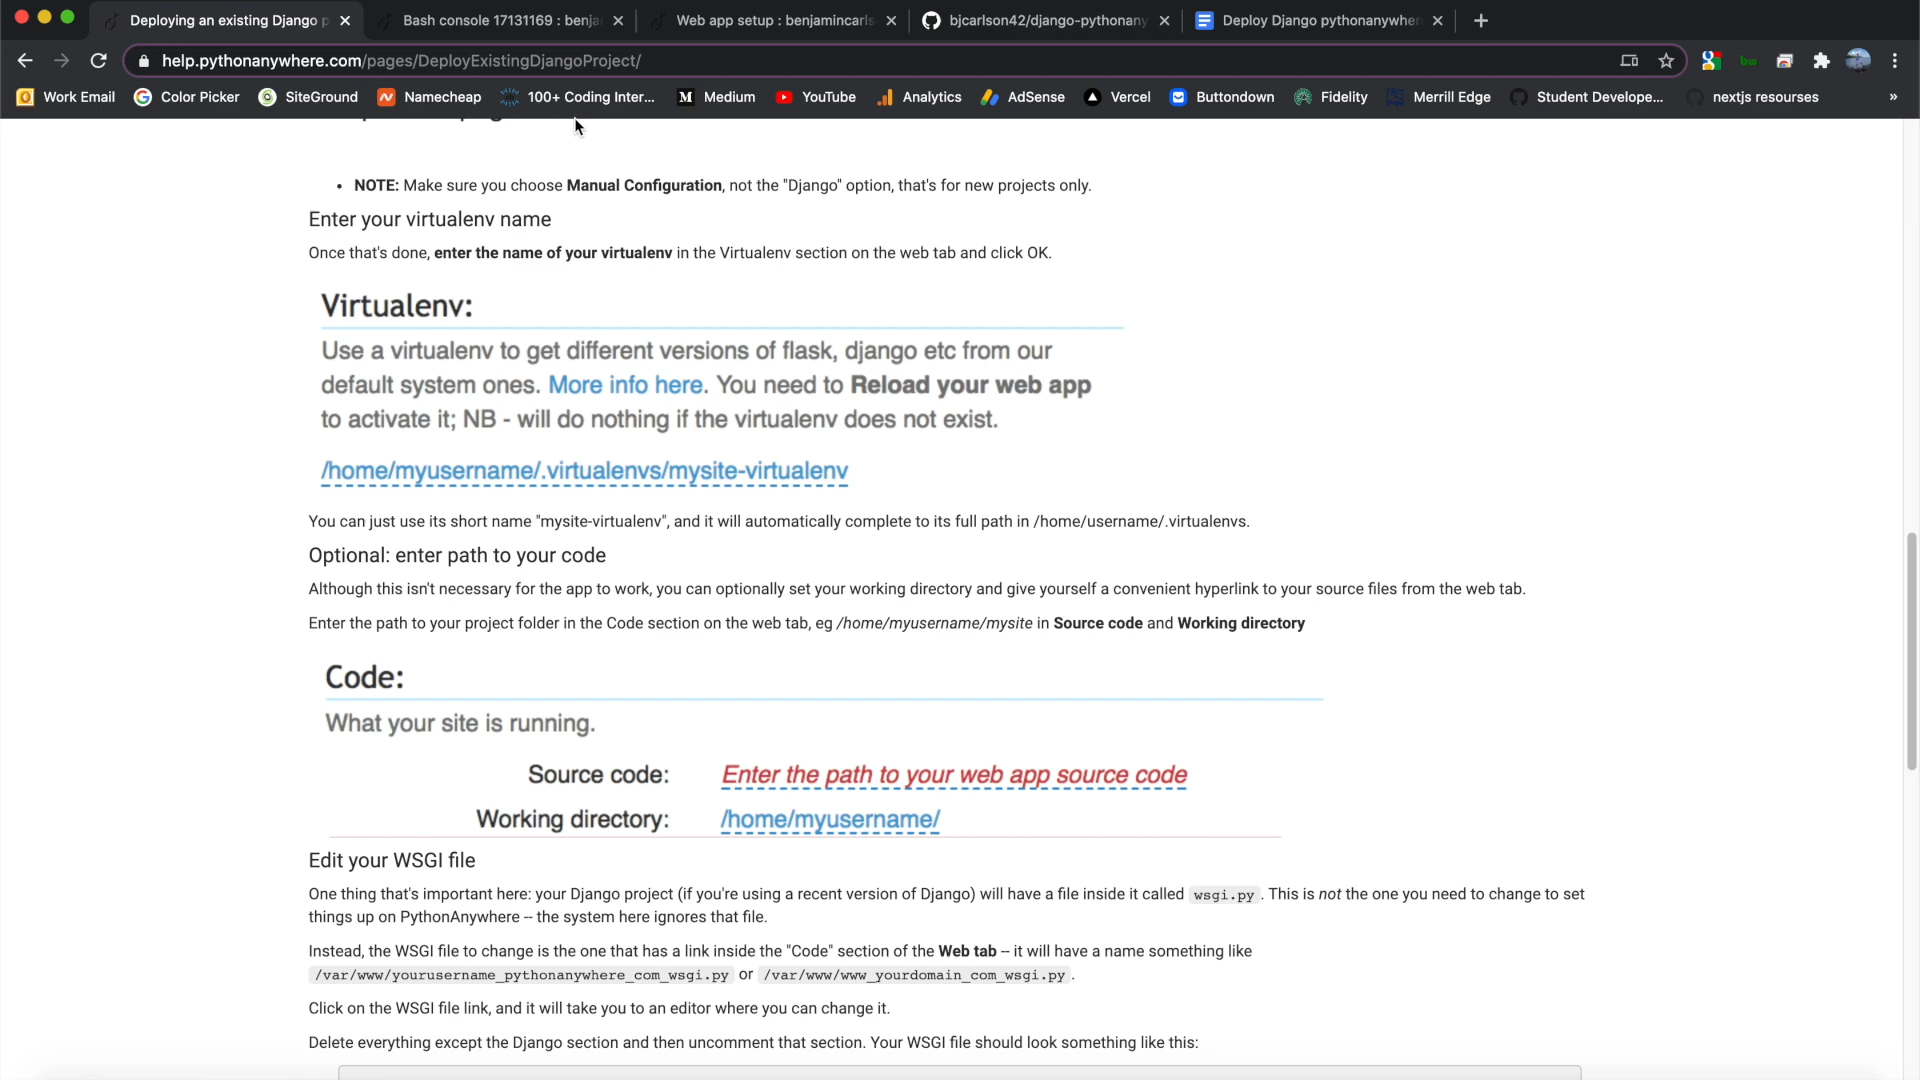 Deploying an existing Django p
Bash console 17131169 : benja
Web app setup : benjamincarls
bjcarlson42/django-pythonany
Deploy Django pythonanywher
help.pythonanywhere.com/pages/DeployExistingDjangoProject/
Work Email
Color Picker
SiteGround
Namecheap
100+ Coding Inter...
Medium
YouTube
Analytics
AdSense
Vercel
Buttondown
Fidelity
Merrill Edge
Student Develope...
nextjs resourses
»
• NOTE: Make sure you choose Manual Configuration, not the "Django" option, that's for new projects only.
Enter your virtualenv name
Once that's done, enter the name of your virtualenv in the Virtualenv section on the web tab and click OK.
Virtualenv:
Use a virtualenv to get different versions of flask, django etc from our
default system ones. More info here. You need to Reload your web app
to activate it; NB - will do nothing if the virtualenv does not exist.
/home/myusername/.virtualenvs/mysite-virtualenv
You can just use its short name "mysite-virtualenv", and it will automatically complete to its full path in /home/username/.virtualenvs.
Optional: enter path to your code
Although this isn't necessary for the app to work, you can optionally set your working directory and give yourself a convenient hyperlink to your source files from the web tab.
Enter the path to your project folder in the Code section on the web tab, eg /home/myusername/mysite in Source code and Working directory
Code:
What your site is running.
Source code: Enter the path to your web app source code
Working directory: /home/myusername/
Edit your WSGI file
One thing that's important here: your Django project (if you're using a recent version of Django) will have a file inside it called wsgi.py. This is not the one you need to change to set
things up on PythonAnywhere -- the system here ignores that file.
Instead, the WSGI file to change is the one that has a link inside the "Code" section of the Web tab -- it will have a name something like
/var/www/yourusername_pythonanywhere_com_wsgi.py or /var/www/www_yourdomain_com_wsgi.py.
Click on the WSGI file link, and it will take you to an editor where you can change it.
Delete everything except the Django section and then uncomment that section. Your WSGI file should look something like this: